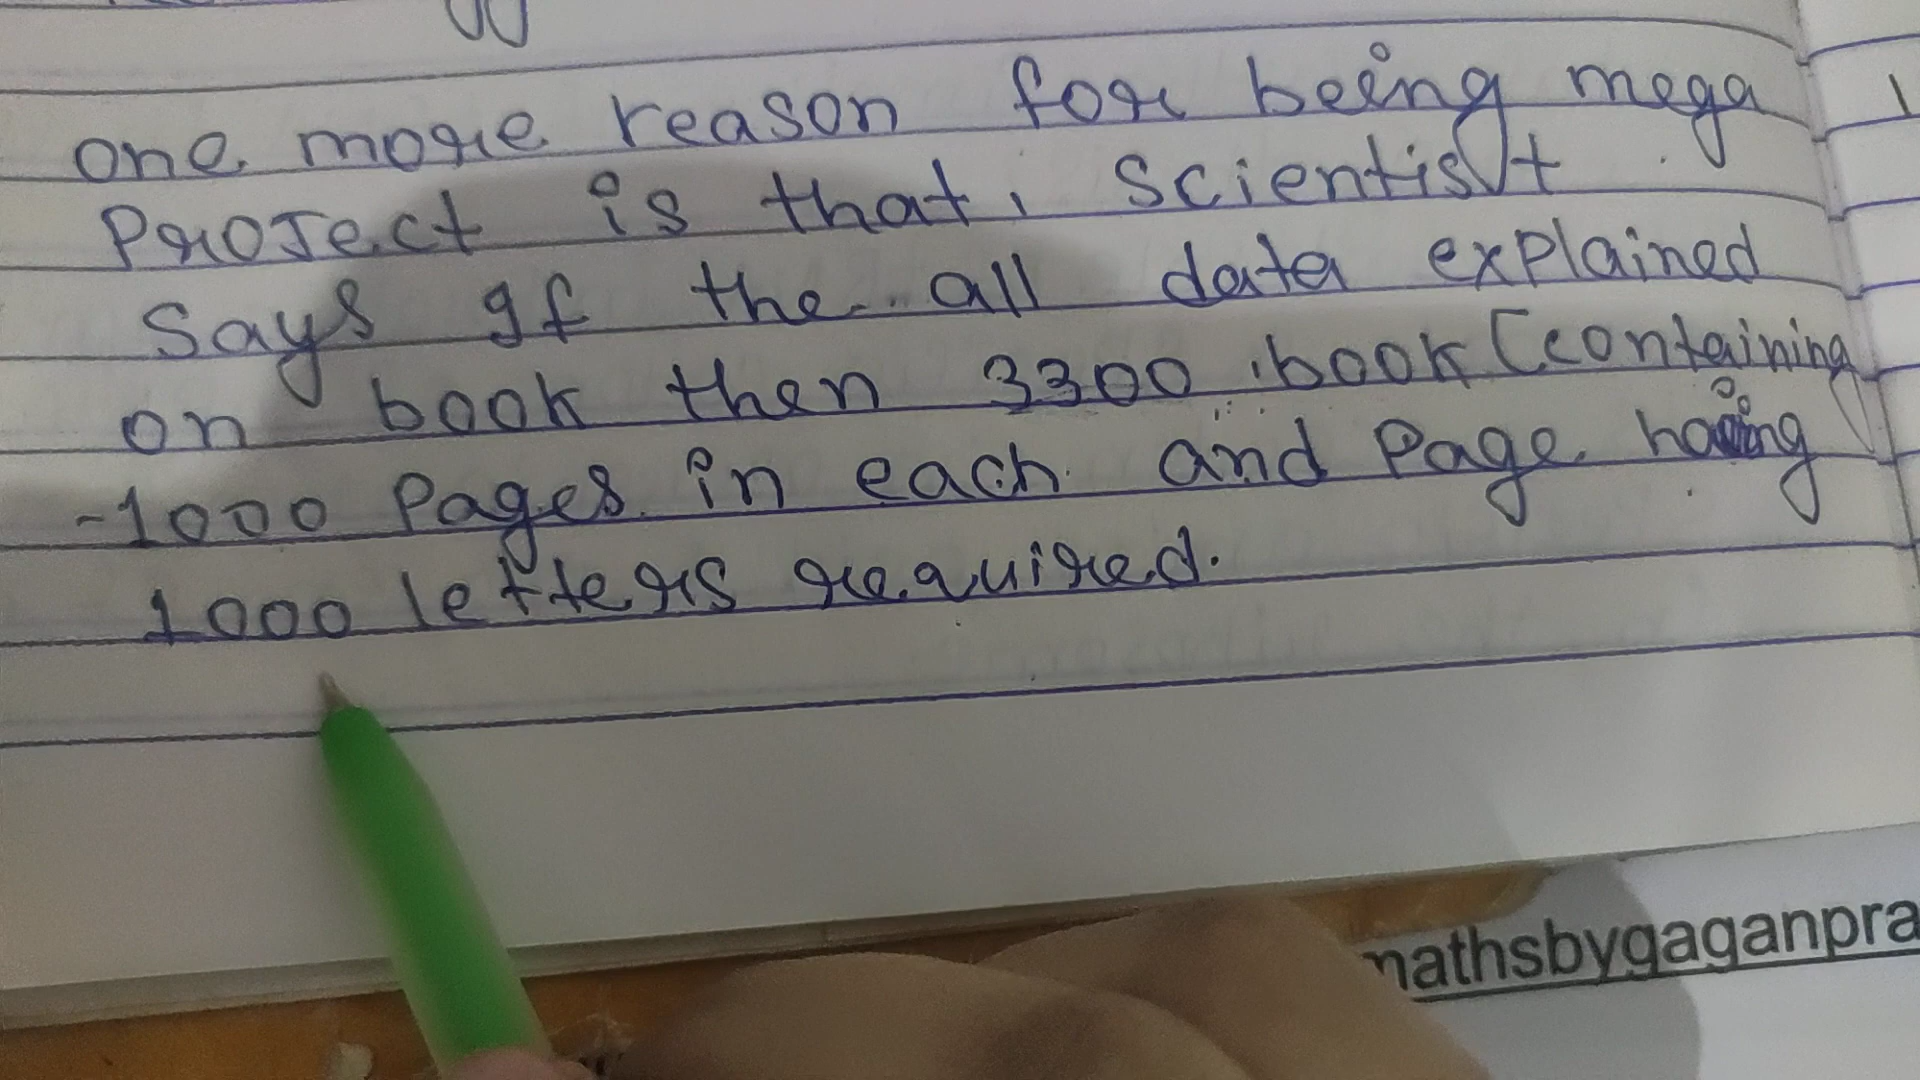 one more reason for being mega
Project is that, Scientist
Says If the all data explained
on book then 3300 book (containing
-1000 Pages in each and Page having
1000 letters required.
mathsbygaganpra